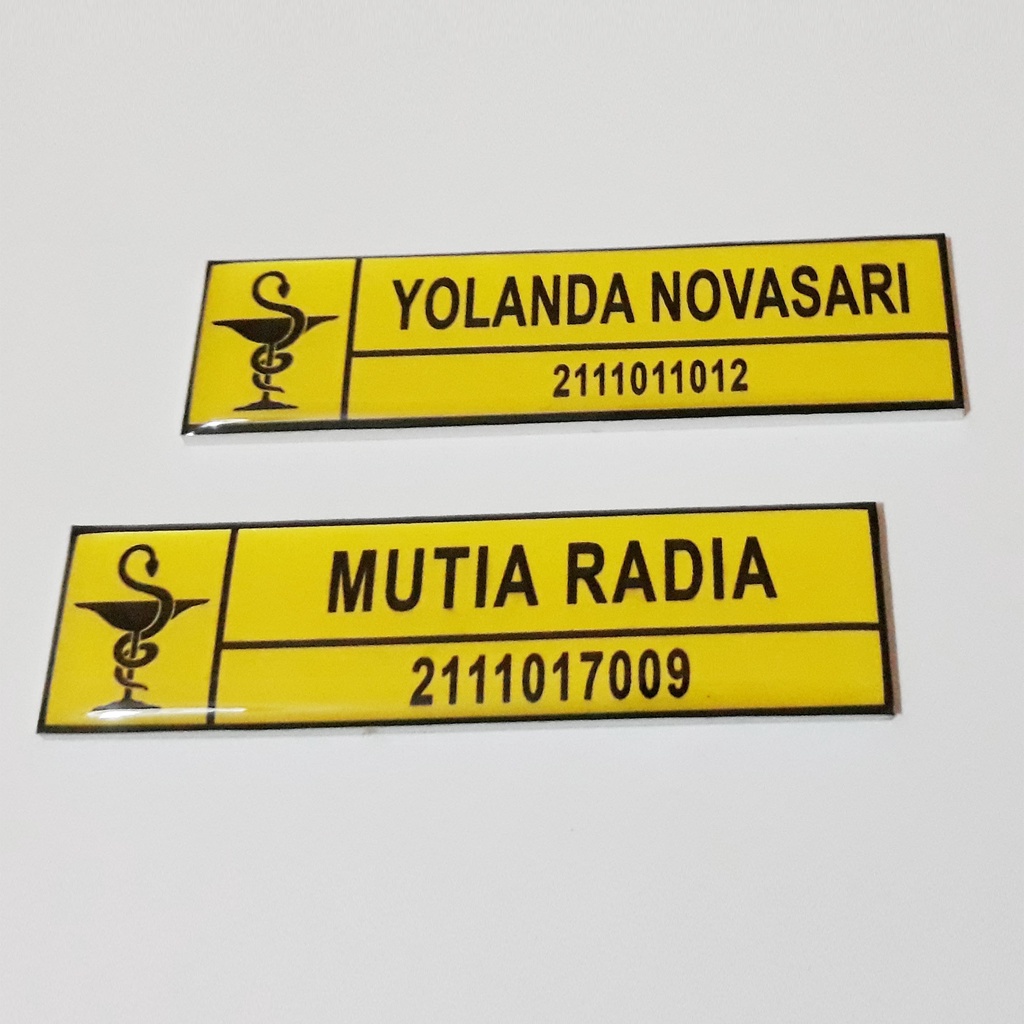 YOLANDA NOVASARI
2111011012
MUTIA RADIA
2111017009